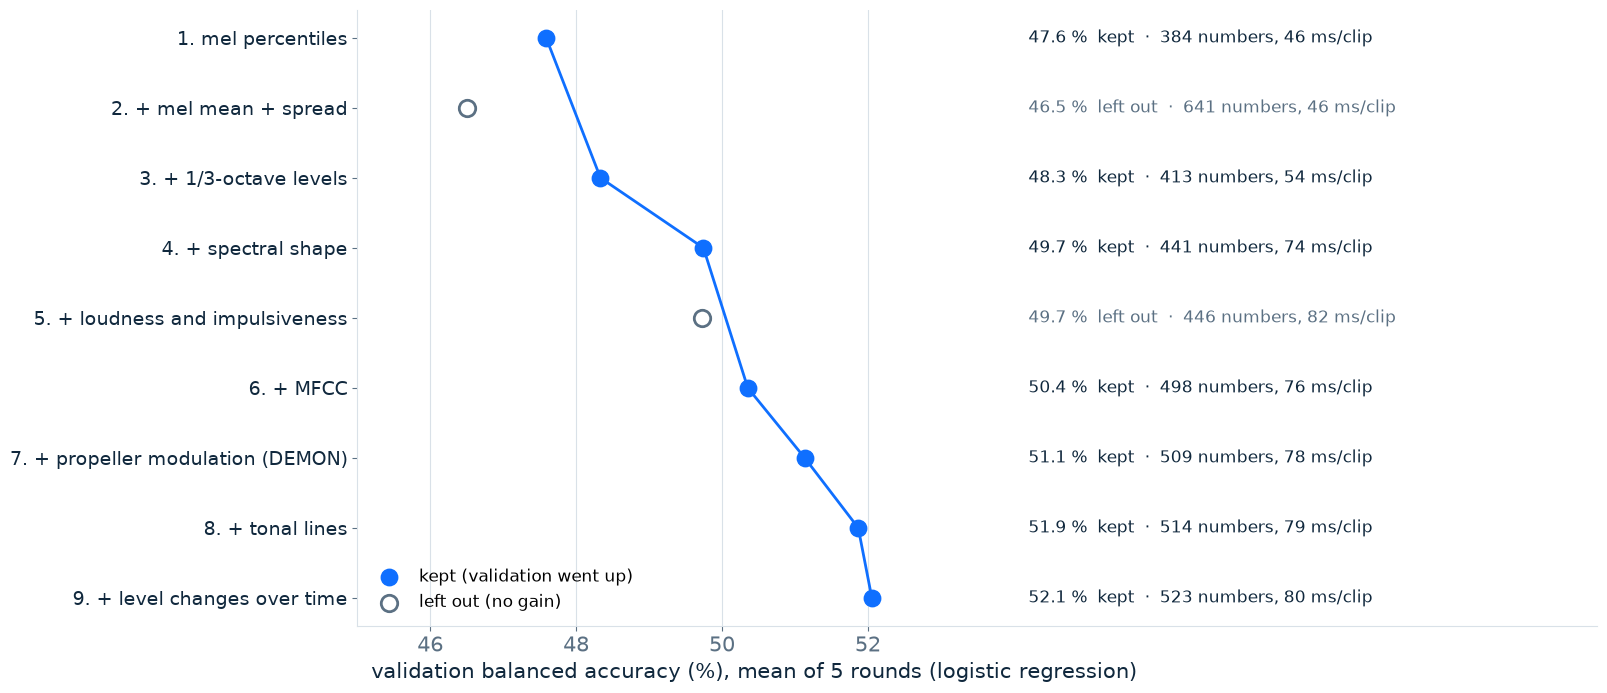 1. mel percentiles
47.6 %  kept  ·  384 numbers, 46 ms/clip
2. + mel mean + spread
46.5 %  left out  ·  641 numbers, 46 ms/clip
3. + 1/3-octave levels
48.3 %  kept  ·  413 numbers, 54 ms/clip
4. + spectral shape
49.7 %  kept  ·  441 numbers, 74 ms/clip
5. + loudness and impulsiveness
49.7 %  left out  ·  446 numbers, 82 ms/clip
6. + MFCC
50.4 %  kept  ·  498 numbers, 76 ms/clip
7. + propeller modulation (DEMON)
51.1 %  kept  ·  509 numbers, 78 ms/clip
8. + tonal lines
51.9 %  kept  ·  514 numbers, 79 ms/clip
9. + level changes over time
52.1 %  kept  ·  523 numbers, 80 ms/clip
kept (validation went up)
left out (no gain)
46 48 50 52
validation balanced accuracy (%), mean of 5 rounds (logistic regression)